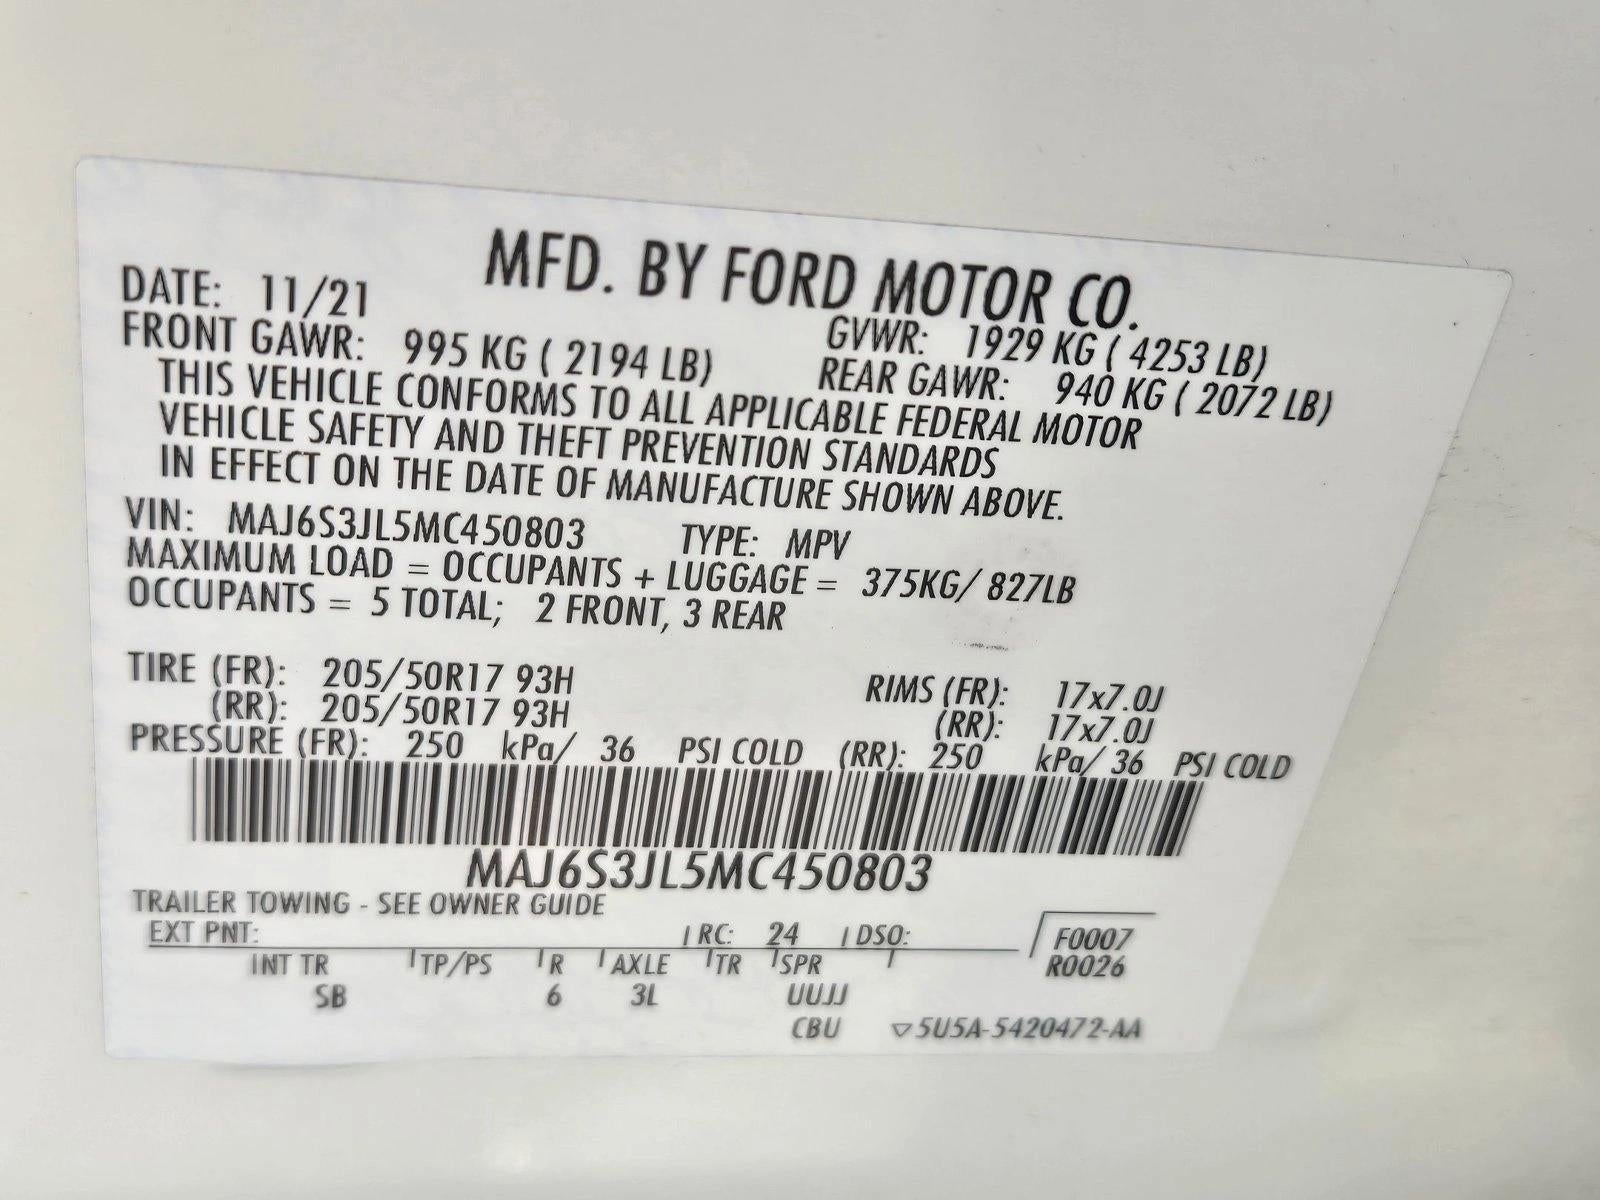 MFD. BY FORD MOTOR CO.
DATE: 11/21 GVWR: 1929 KG ( 4253 LB)
FRONT GAWR: 995 KG ( 2194 LB) REAR GAWR: 940 KG ( 2072 LB)
THIS VEHICLE CONFORMS TO ALL APPLICABLE FEDERAL MOTOR
VEHICLE SAFETY AND THEFT PREVENTION STANDARDS
IN EFFECT ON THE DATE OF MANUFACTURE SHOWN ABOVE.
VIN: MAJ6S3JL5MC450803 TYPE: MPV
MAXIMUM LOAD = OCCUPANTS + LUGGAGE = 375KG/ 827LB
OCCUPANTS = 5 TOTAL; 2 FRONT, 3 REAR
TIRE (FR): 205/50R17 93H RIMS (FR): 17x7.0J
(RR): 205/50R17 93H (RR): 17x7.0J
PRESSURE (FR): 250 kPa/ 36 PSI COLD (RR): 250 kPa/ 36 PSI COLD
MAJ6S3JL5MC450803
TRAILER TOWING - SEE OWNER GUIDE
EXT PNT: RC: 24 DSO: F0007
INT TR TP/PS R AXLE TR SPR R0026
SB 6 3L UUJJ
CBU ▽5U5A-5420472-AA